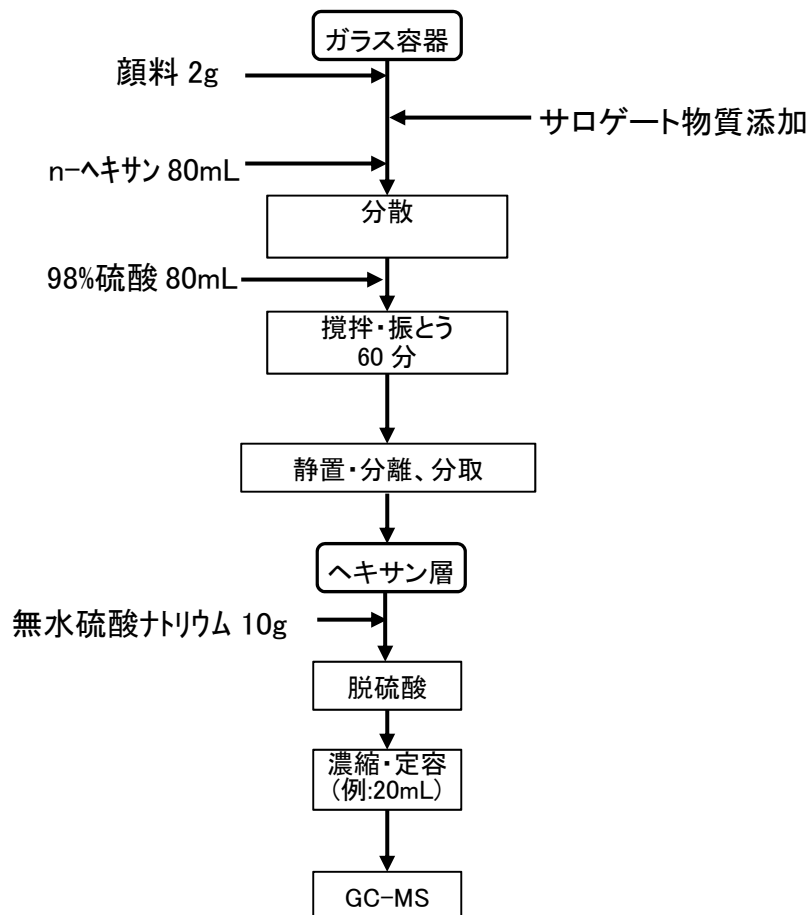 ガラス容器
顔料 2g
サロゲート物質添加
n-ヘキサン 80mL
分散
98%硫酸 80mL
撹拌・振とう
60 分
静置・分離、分取
ヘキサン層
無水硫酸ナトリウム 10g
脱硫酸
濃縮・定容
(例:20mL)
GC-MS